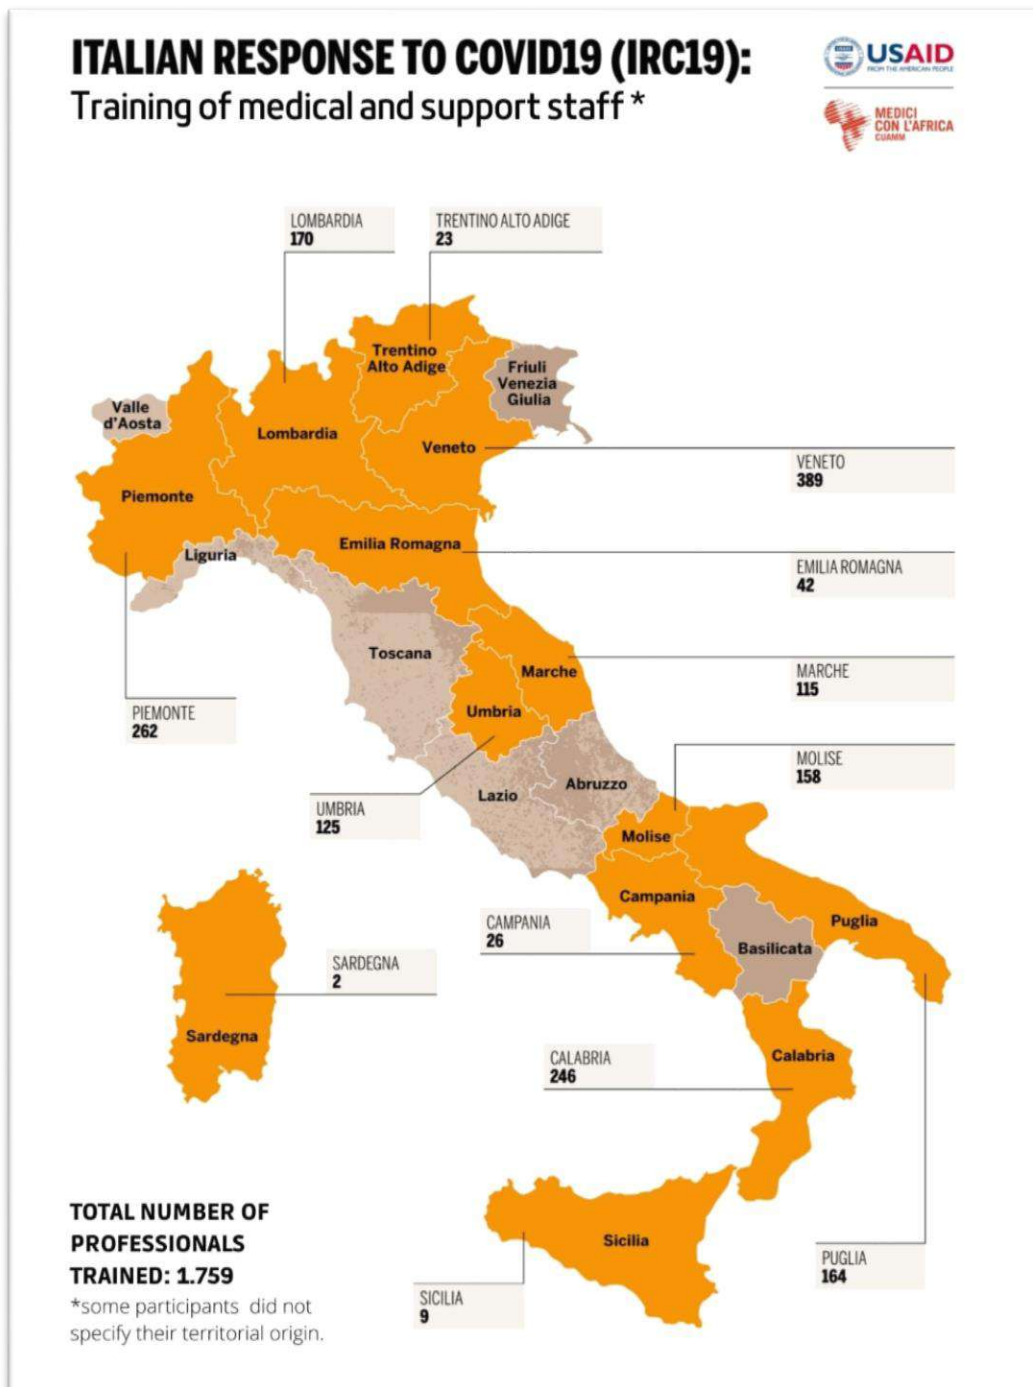 ITALIAN RESPONSE TO COVID19 (IRC19):
Training of medical and support staff *
USAID
FROM THE AMERICAN PEOPLE
MEDICI
CON L'AFRICA
CUAMM
LOMBARDIA
170
TRENTINO ALTO ADIGE
23
Trentino
Alto Adige
Friuli
Venezia
Giulia
Valle
d'Aosta
Lombardia
Veneto
VENETO
389
Piemonte
Emilia Romagna
Liguria
EMILIA ROMAGNA
42
Toscana
Marche
MARCHE
115
Umbria
PIEMONTE
262
MOLISE
158
Abruzzo
Lazio
UMBRIA
125
Molise
Campania
Puglia
CAMPANIA
26
Basilicata
SARDEGNA
2
Sardegna
CALABRIA
246
Calabria
TOTAL NUMBER OF
PROFESSIONALS
TRAINED: 1.759
*some participants did not
specify their territorial origin.
Sicilia
PUGLIA
164
SICILIA
9